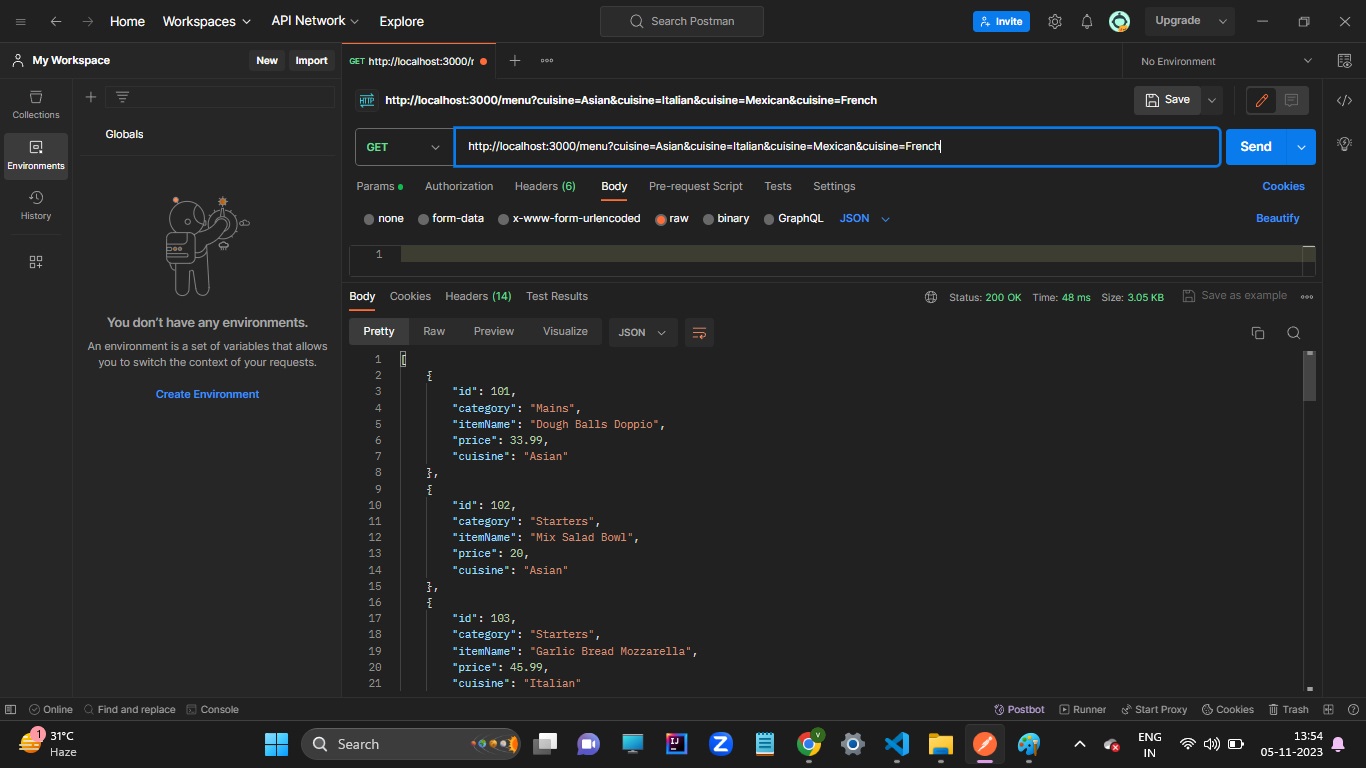 Home Workspaces API Network Explore Search Postman Invite Upgrade
My Workspace New Import GET http://localhost:3000/r No Environment
Collections
Environments
History
Globals
You don't have any environments.
An environment is a set of variables that allows
you to switch the context of your requests.
Create Environment
HTTP http://localhost:3000/menu?cuisine=Asian&cuisine=Italian&cuisine=Mexican&cuisine=French Save
GET http://localhost:3000/menu?cuisine=Asian&cuisine=Italian&cuisine=Mexican&cuisine=French Send
Params Authorization Headers (6) Body Pre-request Script Tests Settings Cookies
none form-data x-www-form-urlencoded raw binary GraphQL JSON Beautify
1
Body Cookies Headers (14) Test Results Status: 200 OK Time: 48 ms Size: 3.05 KB Save as example
Pretty Raw Preview Visualize JSON
1 [
2 {
3 "id": 101,
4 "category": "Mains",
5 "itemName": "Dough Balls Doppio",
6 "price": 33.99,
7 "cuisine": "Asian"
8 },
9 {
10 "id": 102,
11 "category": "Starters",
12 "itemName": "Mix Salad Bowl",
13 "price": 20,
14 "cuisine": "Asian"
15 },
16 {
17 "id": 103,
18 "category": "Starters",
19 "itemName": "Garlic Bread Mozzarella",
20 "price": 45.99,
21 "cuisine": "Italian"
Online Find and replace Console Postbot Runner Start Proxy Cookies Trash
1 31°C
Haze
Search
IJ
Z
V
ENG
IN
13:54
05-11-2023